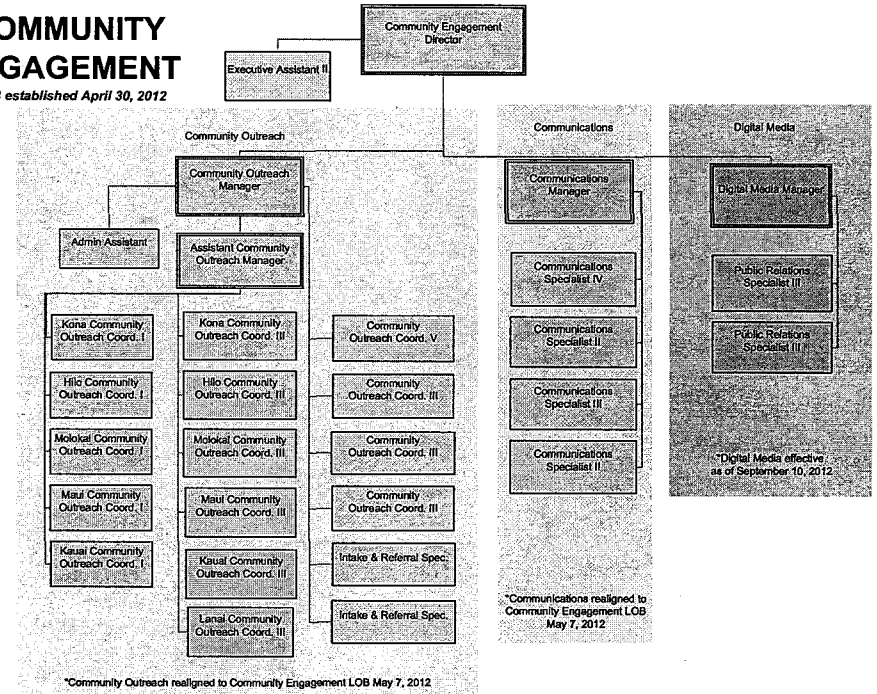 OMMUNITY
GAGEMENT
established April 30, 2012
Community Engagement
Director
Executive Assistant II
Community Outreach
Community Outreach
Manager
Admin Assistant
Assistant Community
Outreach Manager
Kona Community
Outreach Coord. I
Hilo Community
Outreach Coord. I
Molokai Community
Outreach Coord. I
Maui Community
Outreach Coord. I
Kauai Community
Outreach Coord. I
Kona Community
Outreach Coord. III
Hilo Community
Outreach Coord. III
Molokai Community
Outreach Coord. III
Maui Community
Outreach Coord. III
Kauai Community
Outreach Coord. III
Lanai Community
Outreach Coord. III
Community
Outreach Coord. V
Community
Outreach Coord. III
Community
Outreach Coord. III
Community
Outreach Coord. III
Intake & Referral Spec.
Intake & Referral Spec.
*Community Outreach realigned to Community Engagement LOB May 7, 2012
Communications
Communications
Manager
Communications
Specialist IV
Communications
Specialist II
Communications
Specialist III
Communications
Specialist II
*Communications realigned to
Community Engagement LOB
May 7, 2012
Digital Media
Digital Media Manager
Public Relations
Specialist III
Public Relations
Specialist III
*Digital Media effective
as of September 10, 2012